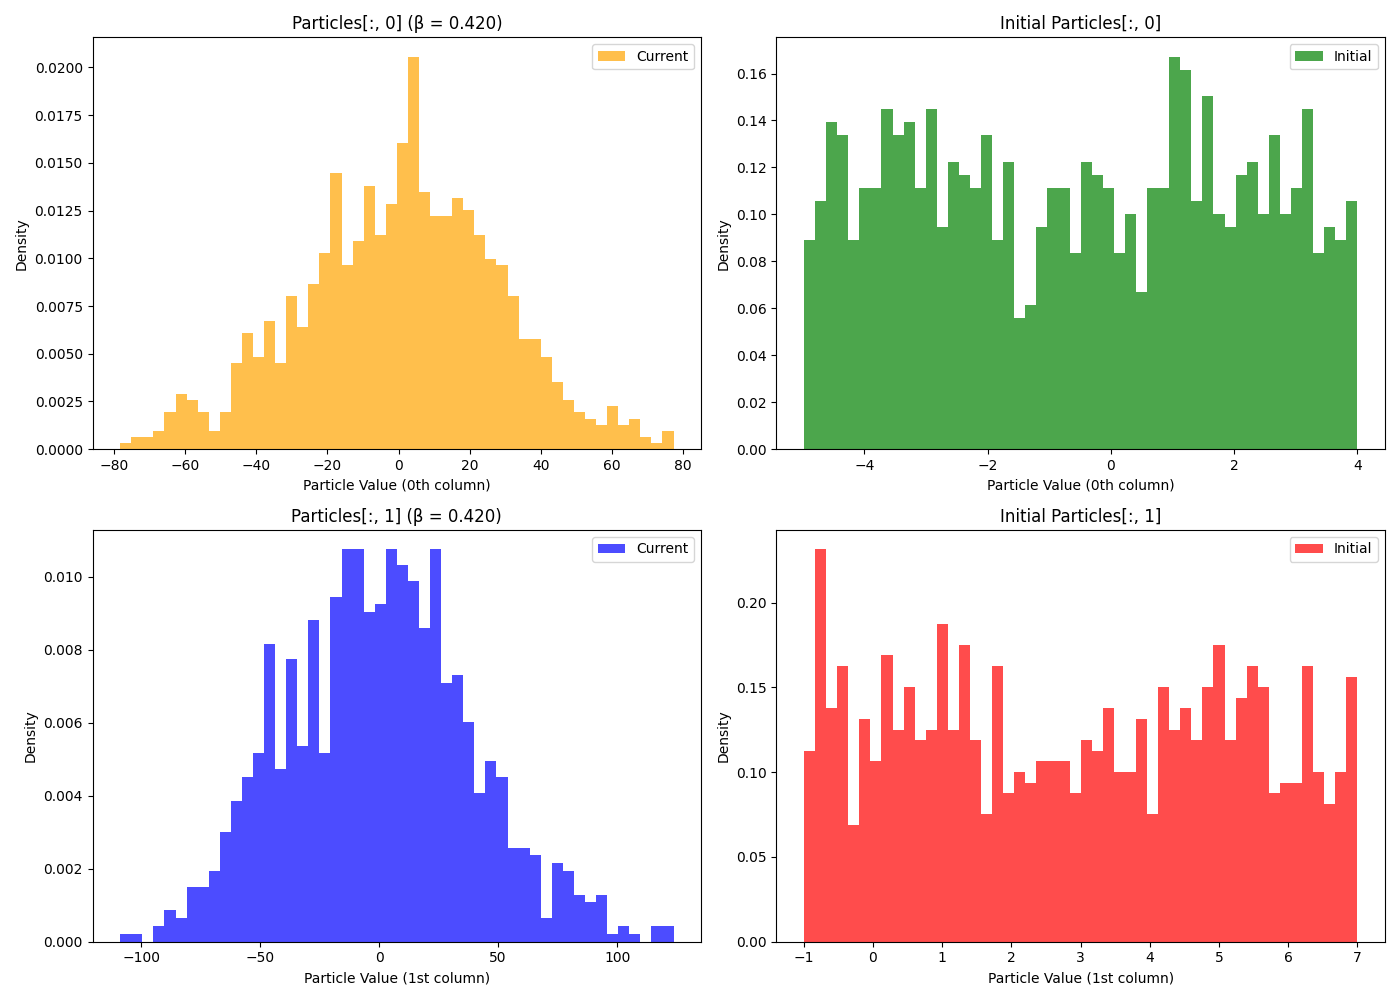 Particles[:, 0] (β = 0.420)
Current
0.0200
0.0175
0.0150
0.0125
0.0100
0.0075
0.0050
0.0025
0.0000
Density
−80 −60 −40 −20 0 20 40 60 80
Particle Value (0th column)
Initial Particles[:, 0]
Initial
0.16
0.14
0.12
0.10
0.08
0.06
0.04
0.02
0.00
Density
−4 −2 0 2 4
Particle Value (0th column)
Particles[:, 1] (β = 0.420)
Current
0.010
0.008
0.006
0.004
0.002
0.000
Density
−100 −50 0 50 100
Particle Value (1st column)
Initial Particles[:, 1]
Initial
0.20
0.15
0.10
0.05
0.00
Density
−1 0 1 2 3 4 5 6 7
Particle Value (1st column)